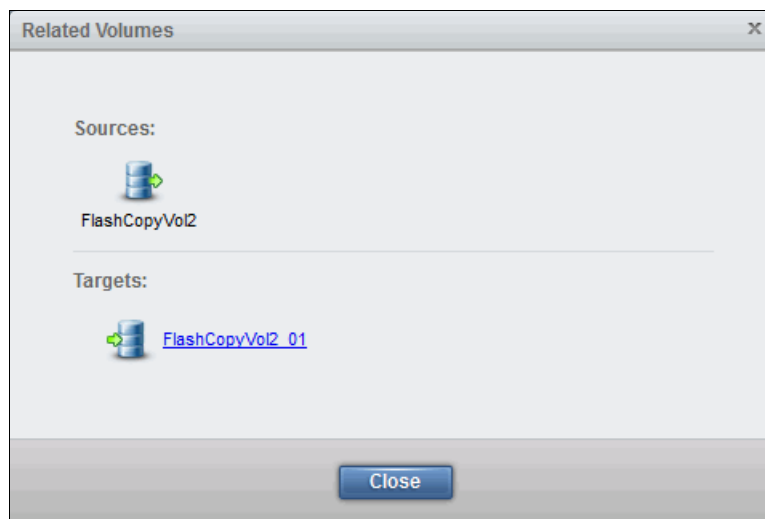 Related Volumes
x
Sources:
FlashCopyVol2
Targets:
FlashCopyVol2_01
Close